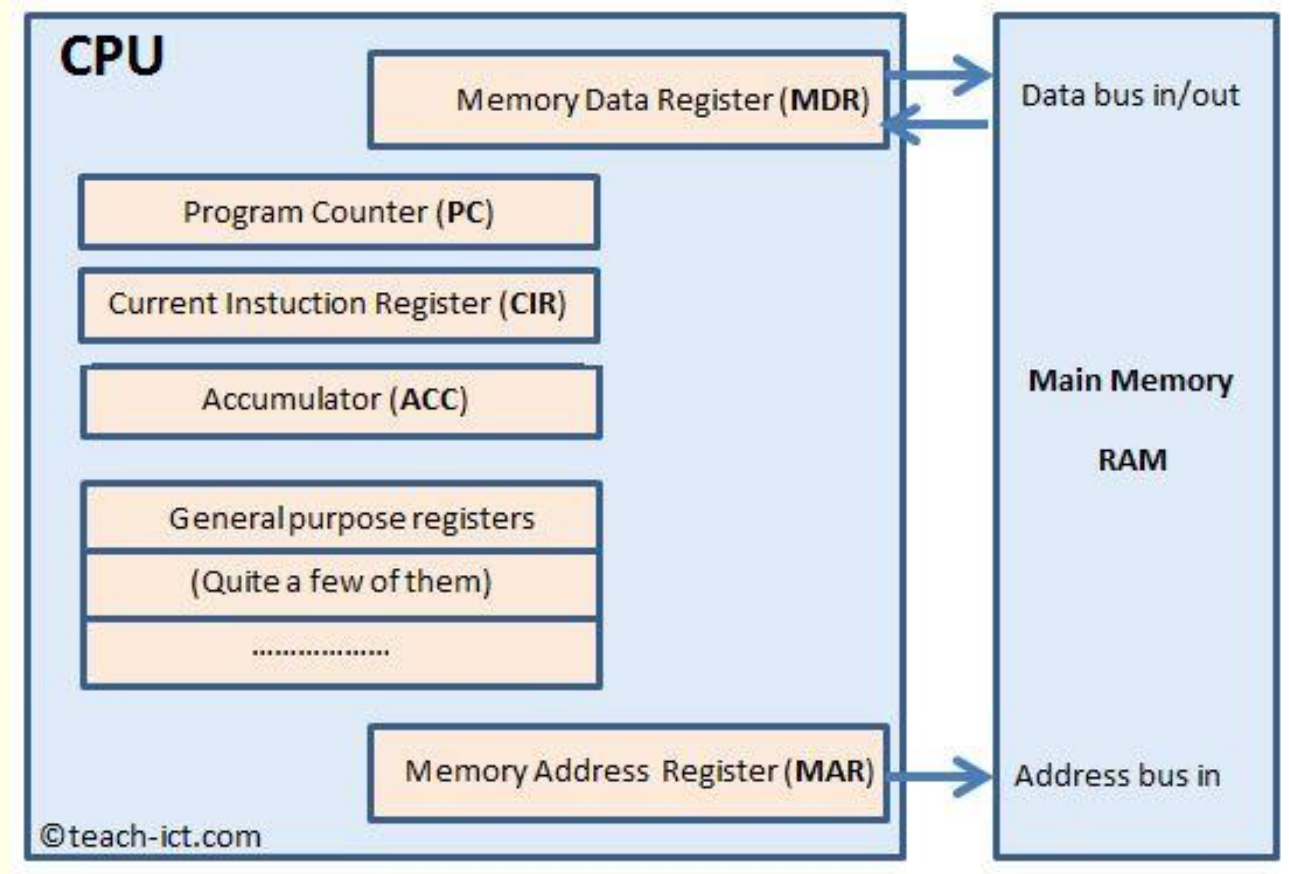 CPU
Memory Data Register (MDR)
Data bus in/out
Program Counter (PC)
Current Instuction Register (CIR)
Accumulator (ACC)
Main Memory
RAM
General purpose registers
(Quite a few of them)
..................
Memory Address Register (MAR)
Address bus in
©teach-ict.com